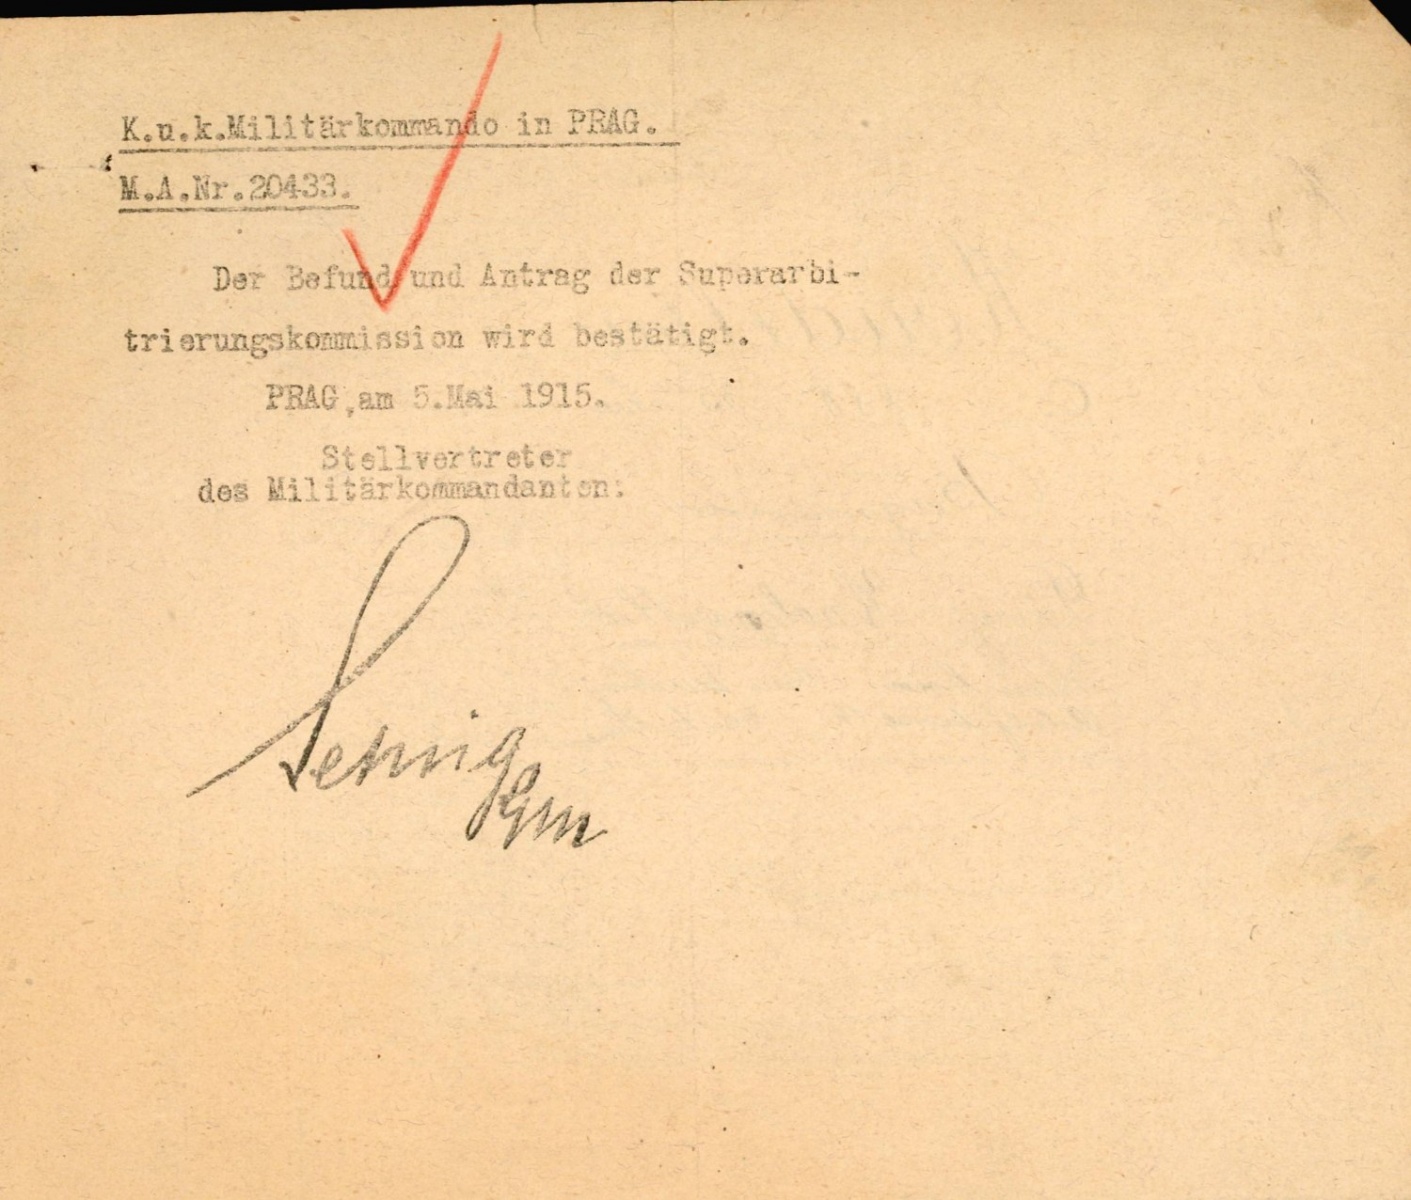 K.u.k.Militärkommando in PRAG.
M.A.Nr.20433.
Der Befund und Antrag der Superarbi-
trierungskommission wird bestätigt.
PRAG,am 5.Mai 1915.
Stellvertreter
des Militärkommandanten: